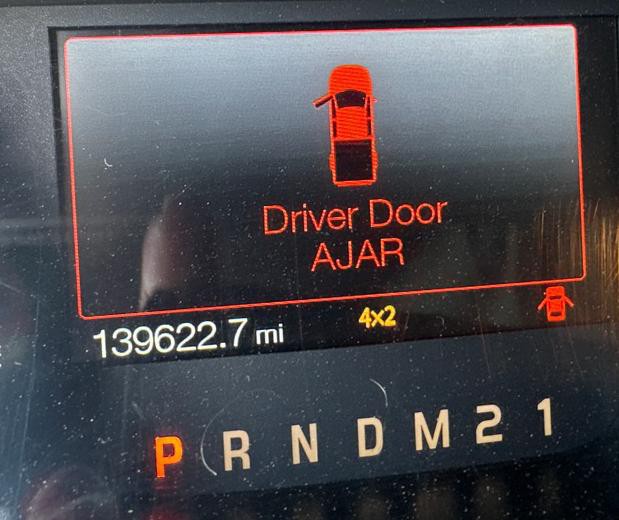 Driver Door
AJAR
139622.7 mi 4x2
P R N D M 2 1